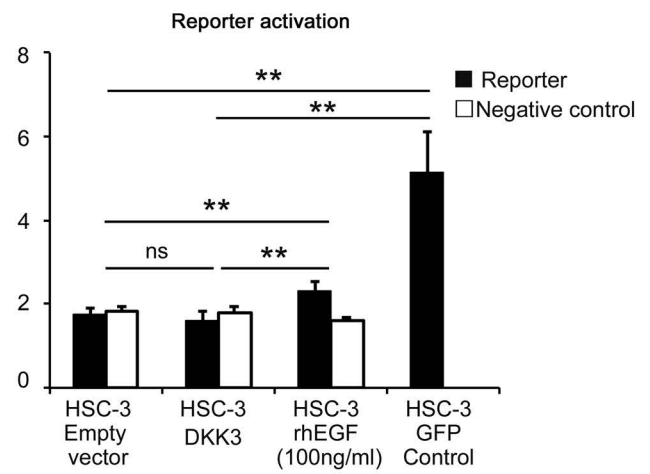 Reporter activation
8
6
4
2
0
**
**
**
ns
**
Reporter
Negative control
HSC-3
Empty
vector
HSC-3
DKK3
HSC-3
rhEGF
(100ng/ml)
HSC-3
GFP
Control